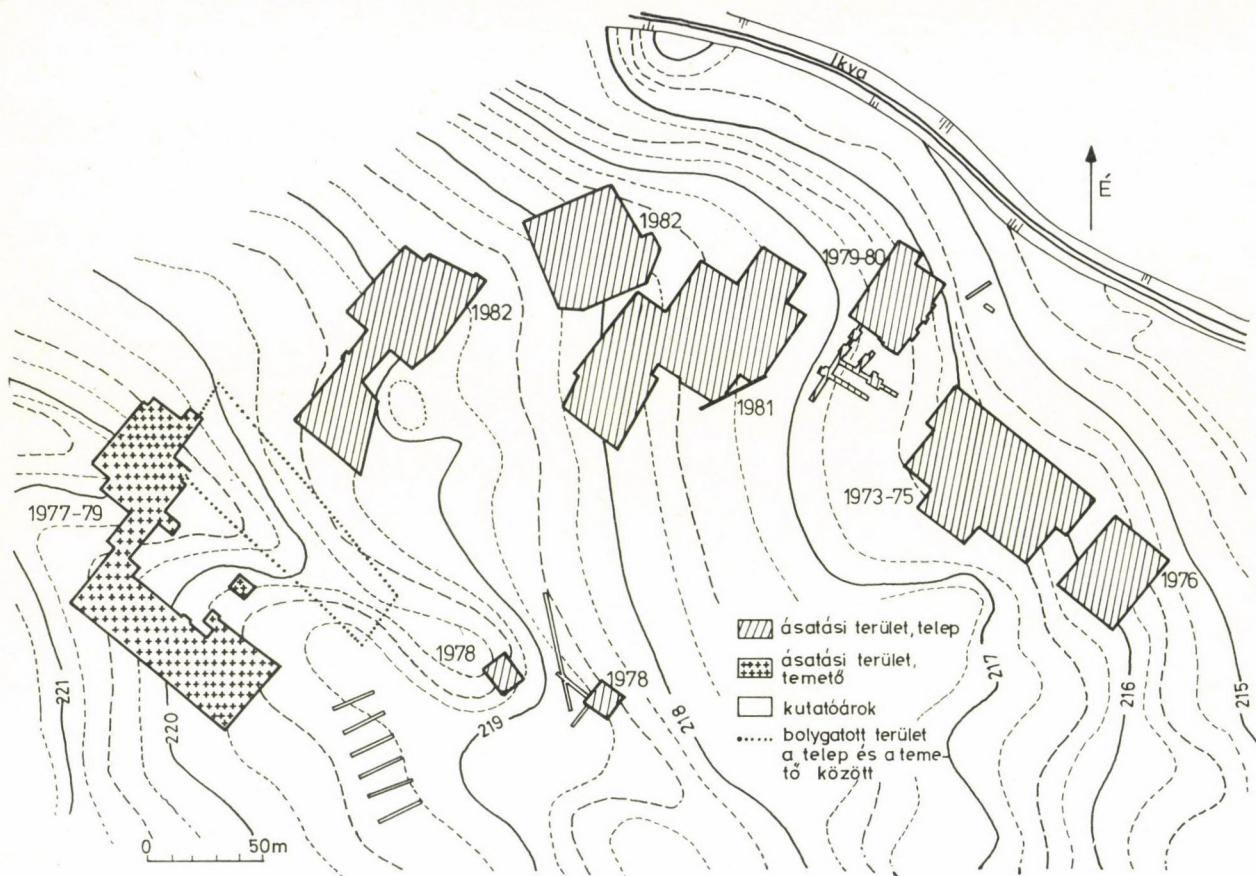 Ikva
É
1982
1979-80
1982
1981
1977-79
1973-75
1976
1978
1978
ásatási terület, telep
ásatási terület,
temető
kutatóárok
bolygatott terület
a telep és a teme-
tő között
221
220
219
218
217
216
215
0 50m